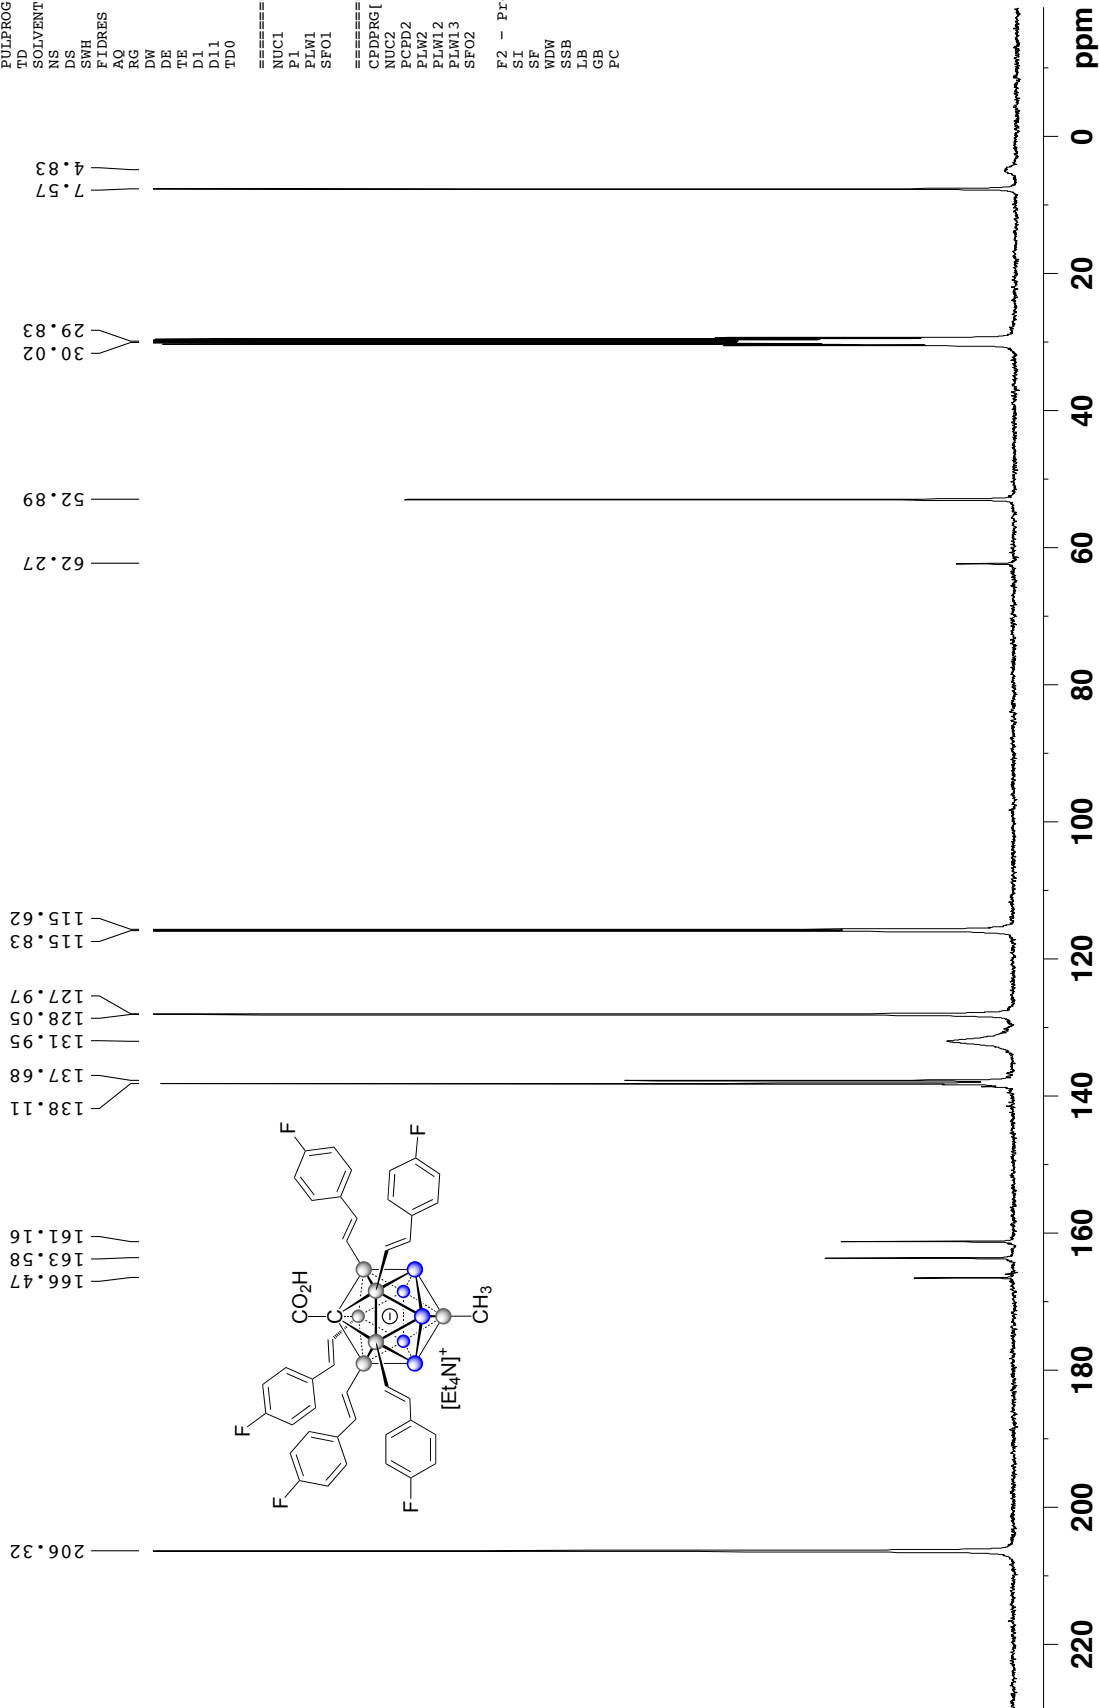 PULPROG
TD
SOLVENT
NS
DS
SWH
FIDRES
AQ
RG
DW
DE
TE
D1
D11
TD0
========
NUC1
P1
PLW1
SFO1
========
CPDPRG[
NUC2
PCPD2
PLW2
PLW12
PLW13
SFO2
F2 - Pr
SI
SF
WDW
SSB
LB
GB
PC
206.32
166.47
163.58
161.16
138.11
137.68
131.95
128.05
127.97
115.83
115.62
62.27
52.89
30.02
29.83
7.57
4.83
F
F
F
F
F
CO2H
C
−
CH3
[Et4N]+
220
200
180
160
140
120
100
80
60
40
20
0
ppm